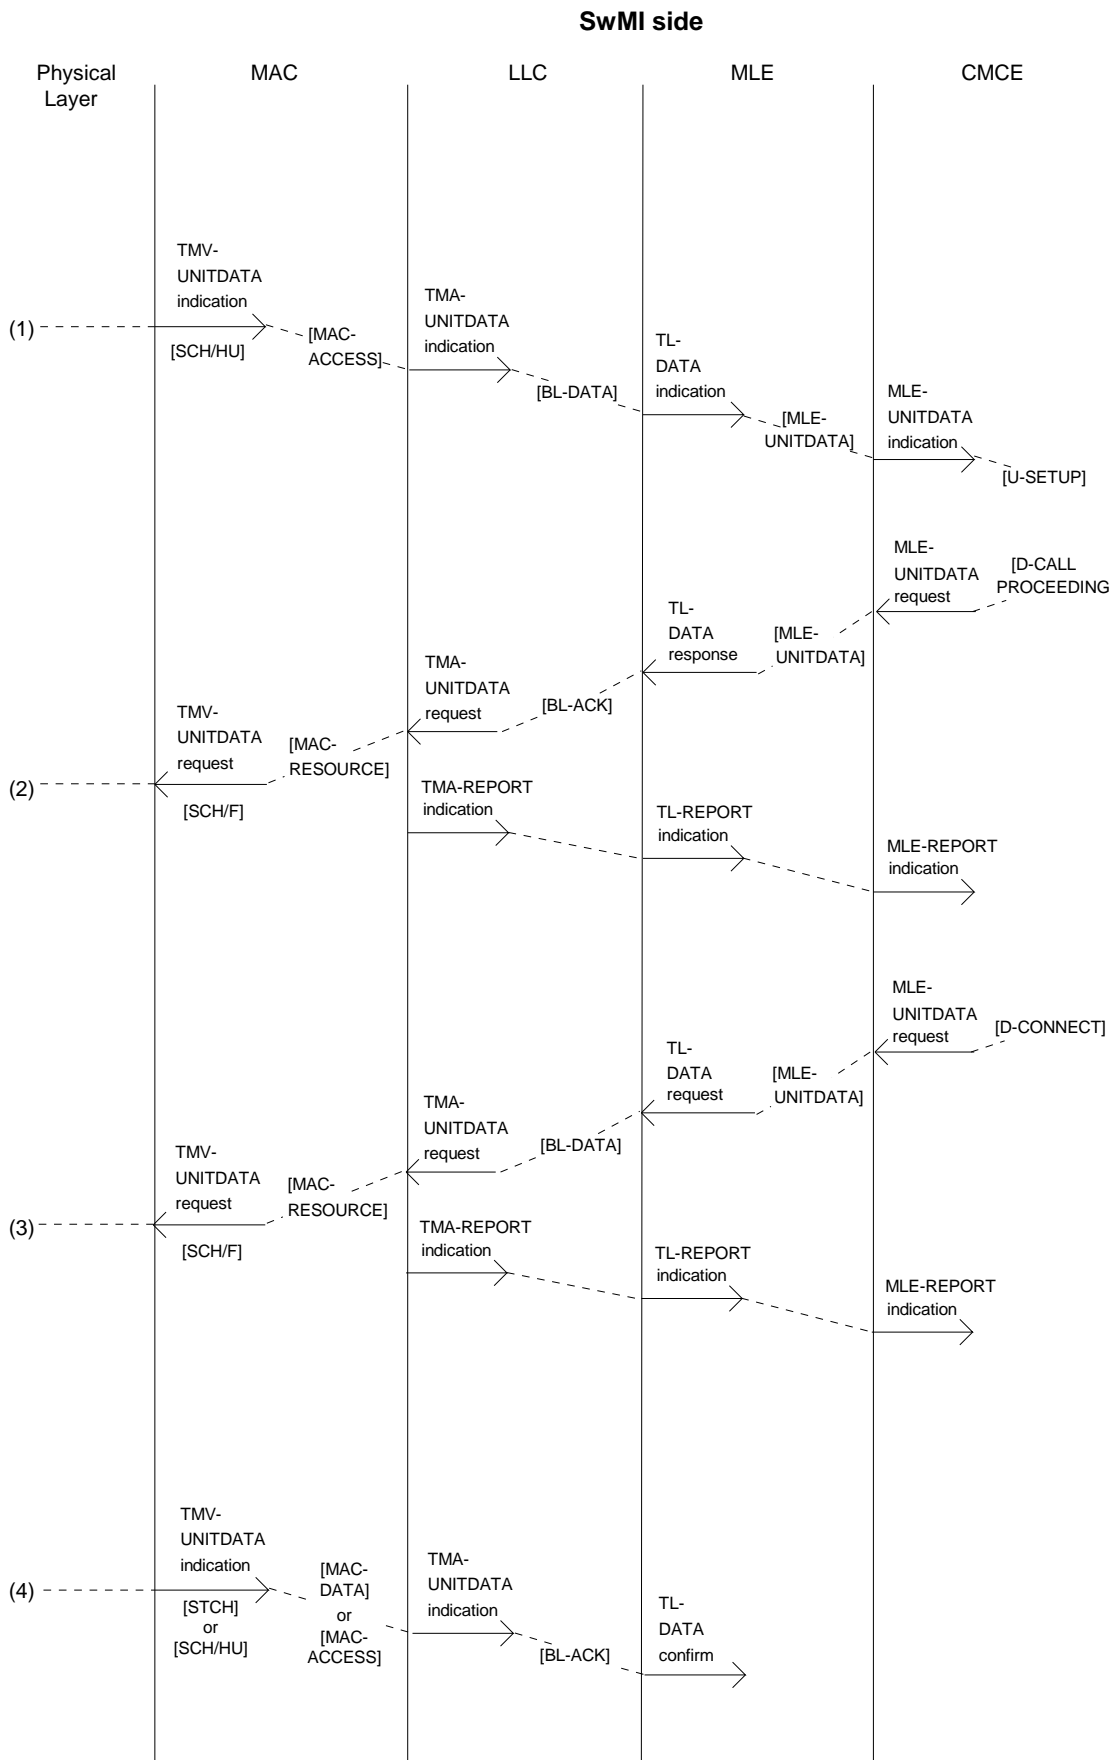 SwMI side
Physical
Layer
MAC
LLC
MLE
CMCE
TMV-
UNITDATA
indication
(1)
[SCH/HU]
[MAC-
ACCESS]
TMA-
UNITDATA
indication
[BL-DATA]
TL-
DATA
indication
[MLE-
UNITDATA]
MLE-
UNITDATA
indication
[U-SETUP]
MLE-
UNITDATA
request
[D-CALL
PROCEEDING
TL-
DATA
response
[MLE-
UNITDATA]
TMA-
UNITDATA
request
[BL-ACK]
TMV-
UNITDATA
request
[MAC-
RESOURCE]
(2)
[SCH/F]
TMA-REPORT
indication
TL-REPORT
indication
MLE-REPORT
indication
MLE-
UNITDATA
request
[D-CONNECT]
TL-
DATA
request
[MLE-
UNITDATA]
TMA-
UNITDATA
request
[BL-DATA]
TMV-
UNITDATA
request
[MAC-
RESOURCE]
(3)
[SCH/F]
TMA-REPORT
indication
TL-REPORT
indication
MLE-REPORT
indication
TMV-
UNITDATA
indication
(4)
[STCH]
or
[SCH/HU]
[MAC-
DATA]
or
[MAC-
ACCESS]
TMA-
UNITDATA
indication
[BL-ACK]
TL-
DATA
confirm